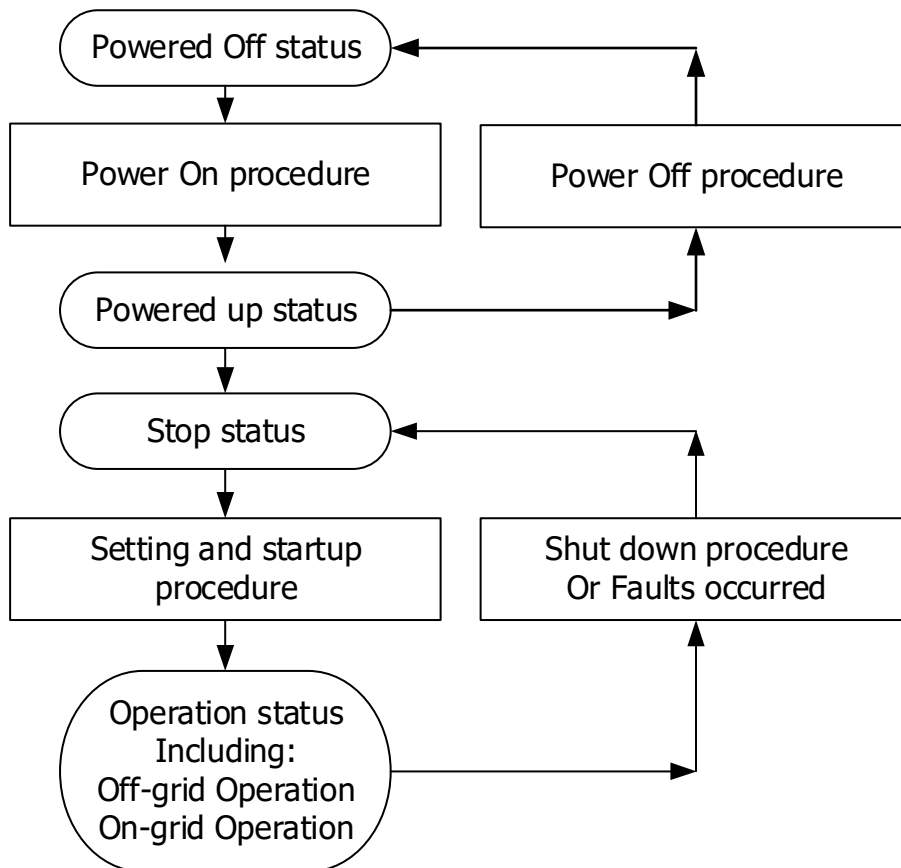 Powered Off status
Power On procedure
Power Off procedure
Powered up status
Stop status
Setting and startup
procedure
Shut down procedure
Or Faults occurred
Operation status
Including:
Off-grid Operation
On-grid Operation